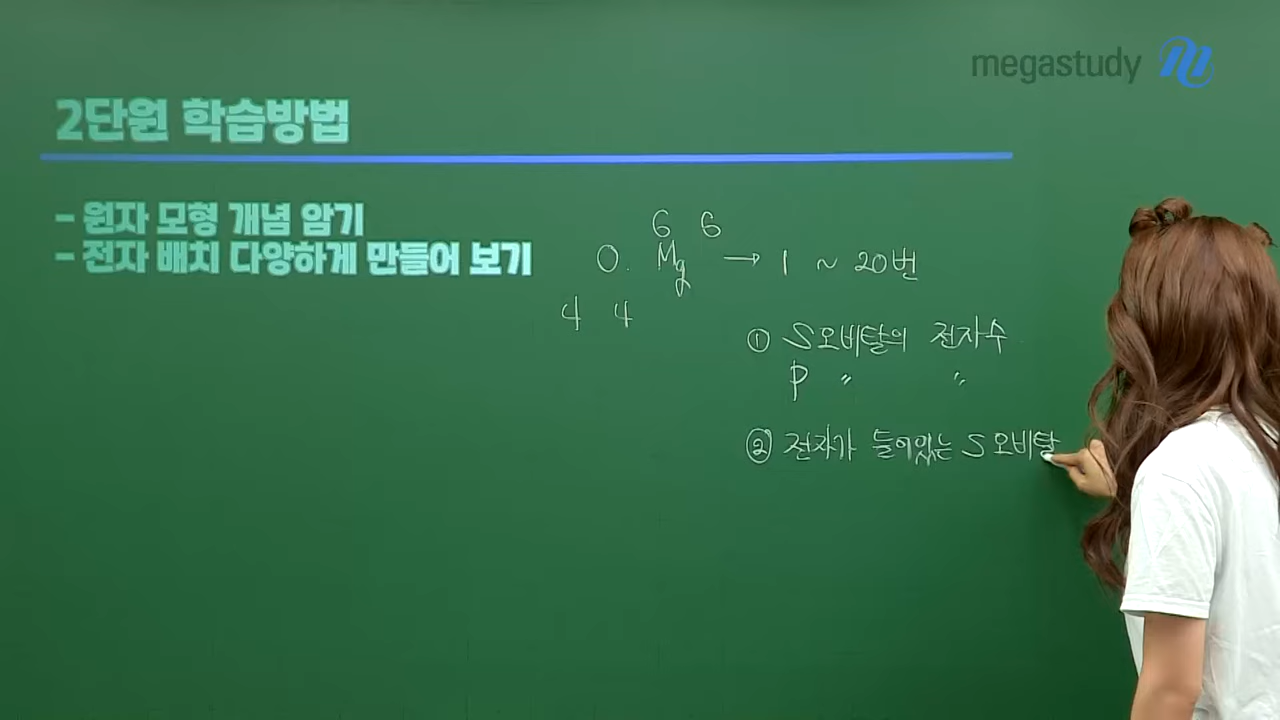 megastudy
2단원 학습방법
- 원자 모형 개념 암기
- 전자 배치 다양하게 만들어 보기
6 6
O. Mg → 1 ~ 20번
4 4
① S오비탈의 전자수
p 〃 〃
② 전자가 들어있는 S오비탈